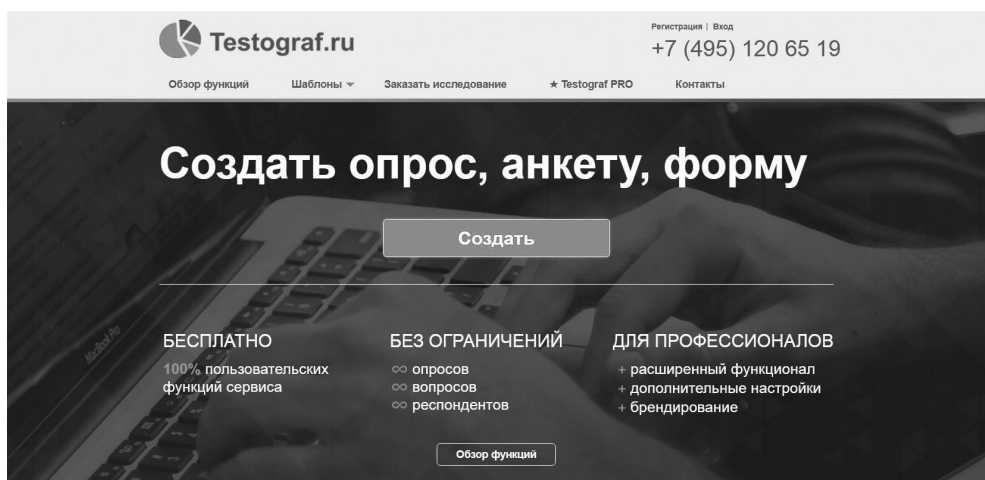 Testograf.ru
Регистрация | Вход
+7 (495) 120 65 19
Обзор функций Шаблоны Заказать исследование ★ Testograf PRO Контакты
Создать опрос, анкету, форму
Создать
БЕСПЛАТНО
100% пользовательских
функций сервиса
БЕЗ ОГРАНИЧЕНИЙ
∞ опросов
∞ вопросов
∞ респондентов
ДЛЯ ПРОФЕССИОНАЛОВ
+ расширенный функционал
+ дополнительные настройки
+ брендирование
MacBook Pro
Обзор функций